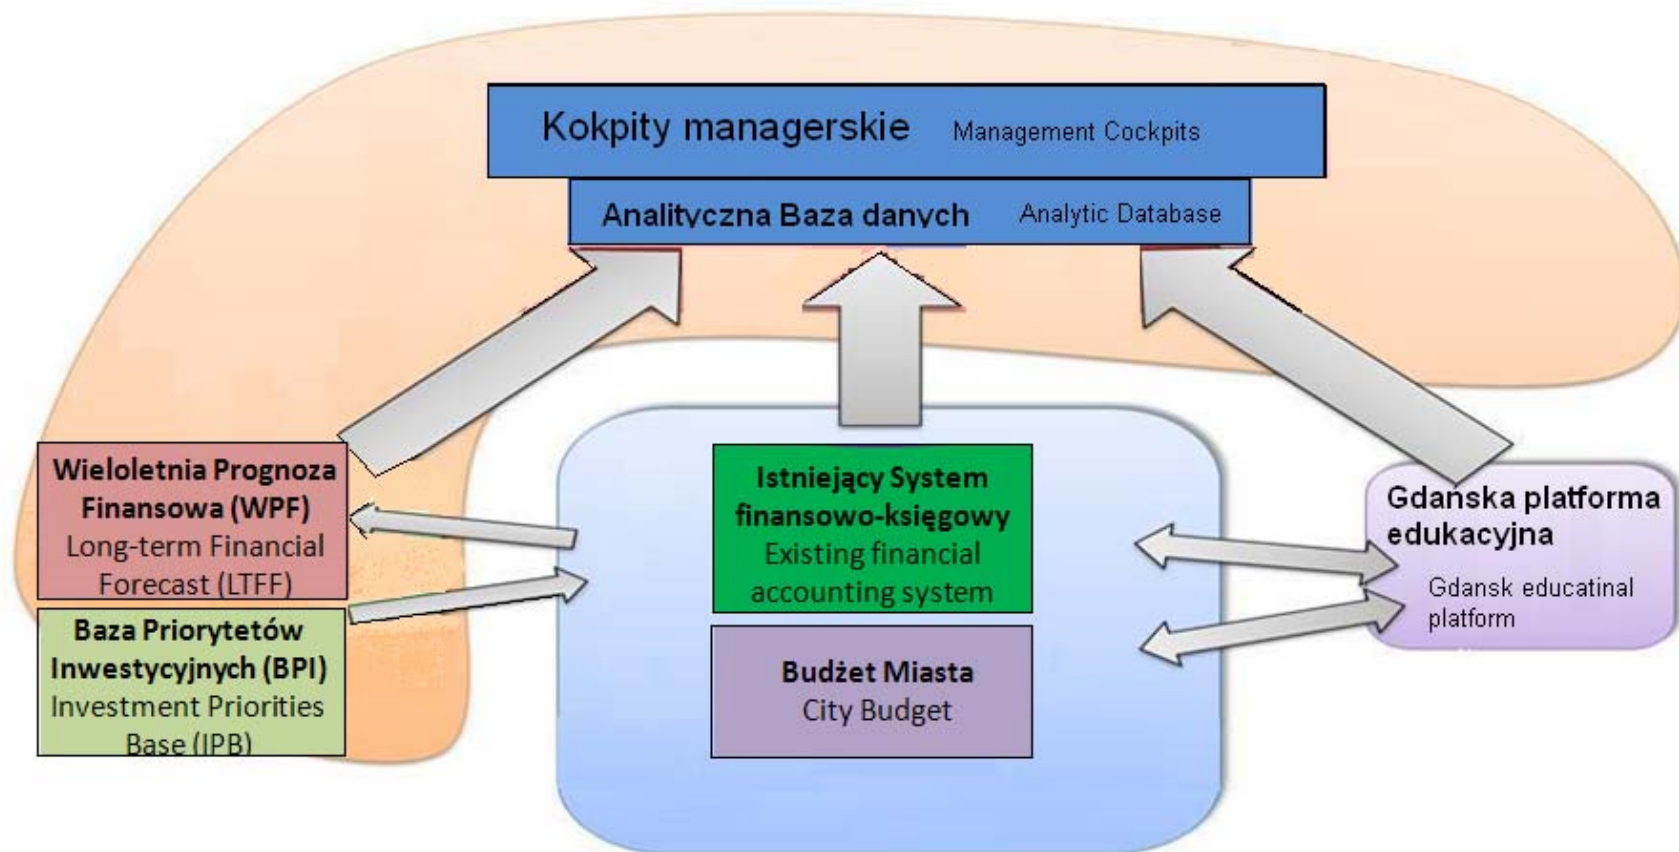 Kokpity managerskie Management Cockpits
Analityczna Baza danych Analytic Database
Wieloletnia Prognoza
Finansowa (WPF)
Long-term Financial
Forecast (LTFF)
Baza Priorytetów
Inwestycyjnych (BPI)
Investment Priorities
Base (IPB)
Istniejący System
finansowo-księgowy
Existing financial
accounting system
Budżet Miasta
City Budget
Gdańska platforma
edukacyjna
Gdansk educatinal
platform